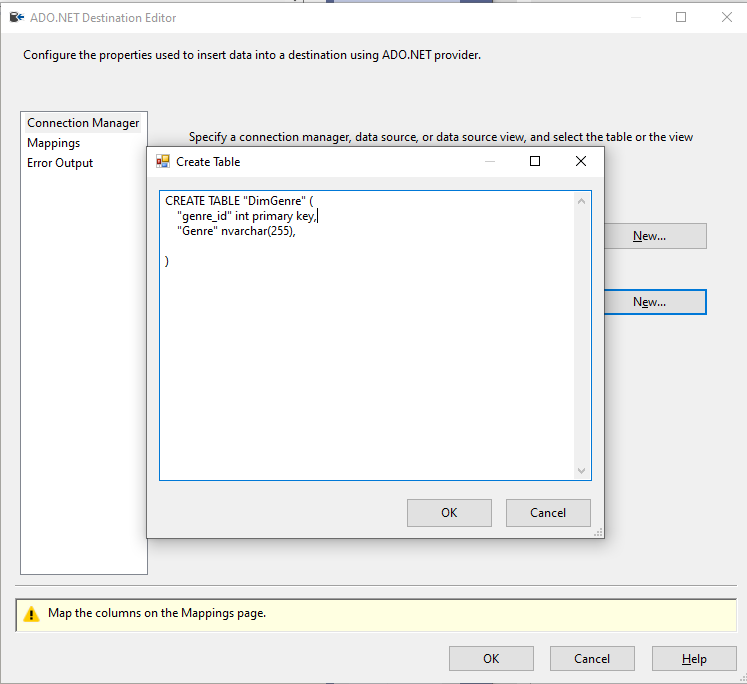 ADO.NET Destination Editor
Configure the properties used to insert data into a destination using ADO.NET provider.
Connection Manager
Mappings
Error Output
Specify a connection manager, data source, or data source view, and select the table or the view
Create Table
CREATE TABLE "DimGenre" (
"genre_id" int primary key,
"Genre" nvarchar(255),
)
New...
New...
OK
Cancel
Map the columns on the Mappings page.
OK
Cancel
Help